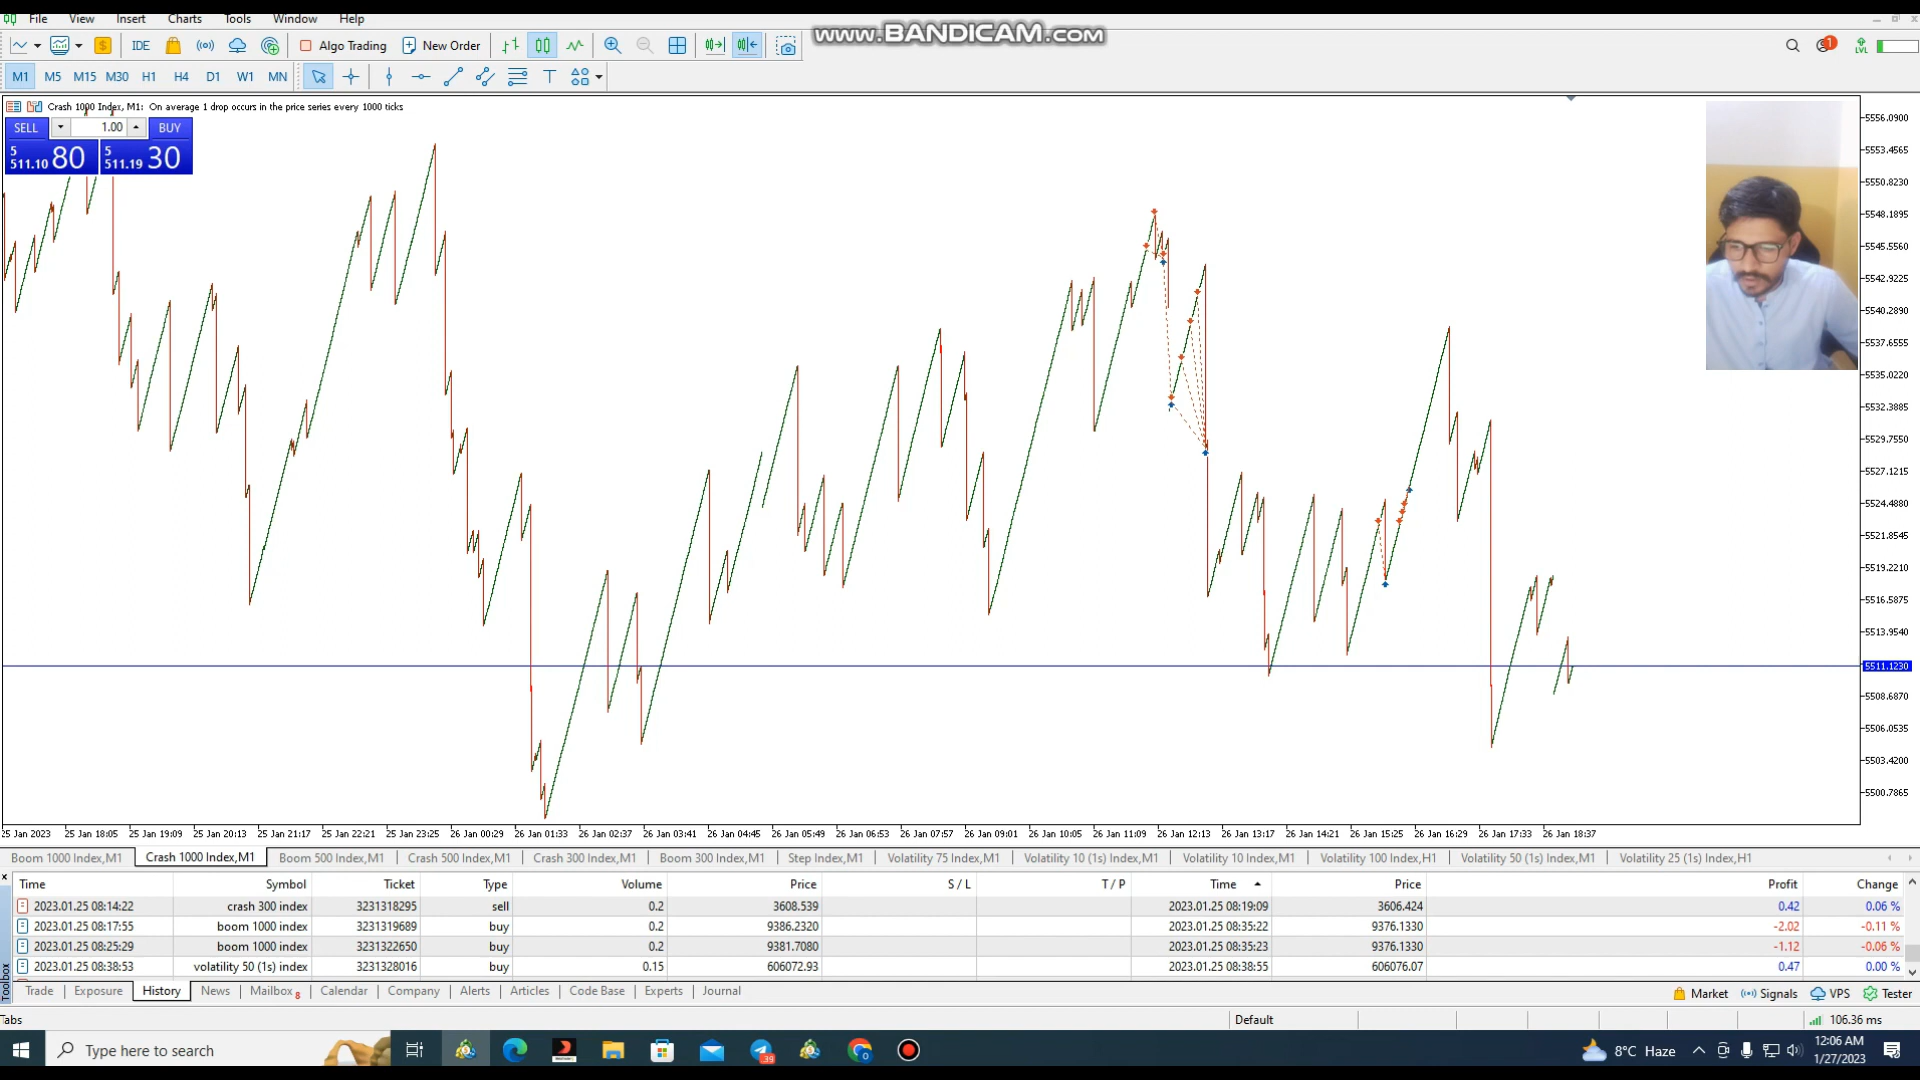 www.BANDICAM.com
File View Insert Charts Tools Window Help
IDE Algo Trading New Order 1 LVL
M1 M5 M15 M30 H1 H4 D1 W1 MN T
Crash 1000 Index, M1: On average 1 drop occurs in the price series every 1000 ticks
SELL 1.00 BUY
5 511.10 80 5 511.19 30
5556.0900
5553.4565
5550.8230
5548.1895
5545.5560
5542.9225
5540.2890
5537.6555
5535.0220
5532.3885
5529.7550
5527.1215
5524.4880
5521.8545
5519.2210
5516.5875
5513.9540
5511.1230
5508.6870
5506.0535
5503.4200
5500.7865
25 Jan 2023 25 Jan 18:05 25 Jan 19:09 25 Jan 20:13 25 Jan 21:17 25 Jan 22:21 25 Jan 23:25 26 Jan 00:29 26 Jan 01:33 26 Jan 02:37 26 Jan 03:41 26 Jan 04:45 26 Jan 05:49 26 Jan 06:53 26 Jan 07:57 26 Jan 09:01 26 Jan 10:05 26 Jan 11:09 26 Jan 12:13 26 Jan 13:17 26 Jan 14:21 26 Jan 15:25 26 Jan 16:29 26 Jan 17:33 26 Jan 18:37
Boom 1000 Index,M1 Crash 1000 Index,M1 Boom 500 Index,M1 Crash 500 Index,M1 Crash 300 Index,M1 Boom 300 Index,M1 Step Index,M1 Volatility 75 Index,M1 Volatility 10 (1s) Index,M1 Volatility 10 Index,M1 Volatility 100 Index,H1 Volatility 50 (1s) Index,M1 Volatility 25 (1s) Index,H1
Time Symbol Ticket Type Volume Price S / L T / P Time Price Profit Change
2023.01.25 08:14:22 crash 300 index 3231318295 sell 0.2 3608.539 2023.01.25 08:19:09 3606.424 0.42 0.06 %
2023.01.25 08:17:55 boom 1000 index 3231319689 buy 0.2 9386.2320 2023.01.25 08:35:22 9376.1330 -2.02 -0.11 %
2023.01.25 08:25:29 boom 1000 index 3231322650 buy 0.2 9381.7080 2023.01.25 08:35:23 9376.1330 -1.12 -0.06 %
2023.01.25 08:38:53 volatility 50 (1s) index 3231328016 buy 0.15 606072.93 2023.01.25 08:38:55 606076.07 0.47 0.00 %
Toolbox
Trade Exposure History News Mailbox 8 Calendar Company Alerts Articles Code Base Experts Journal Market Signals VPS Tester
Tabs Default 106.36 ms
Type here to search 39 8°C Haze 12:06 AM
1/27/2023